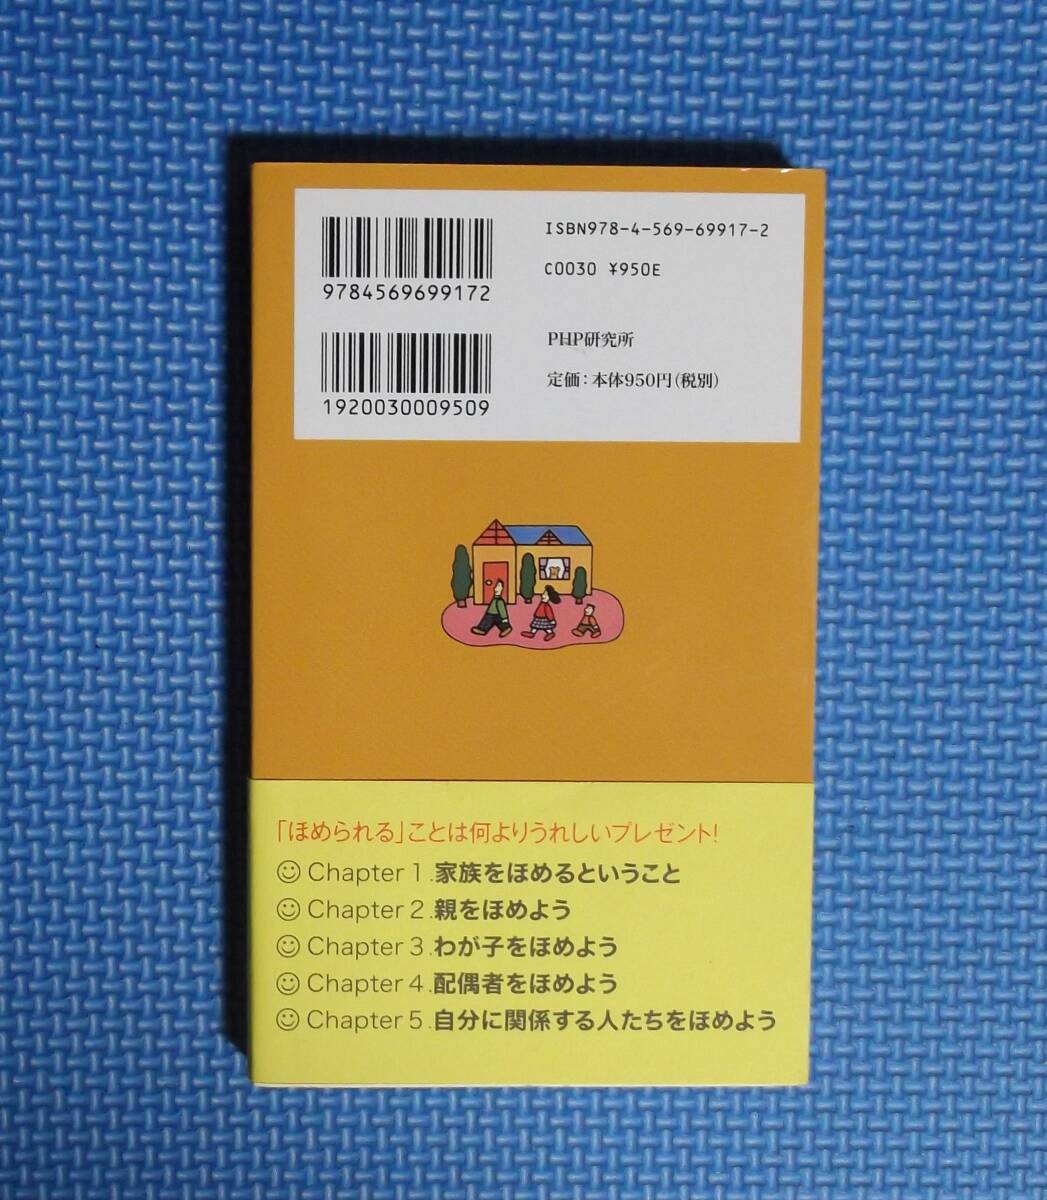 ISBN978-4-569-69917-2
C0030 ¥950E
9784569699172
PHP研究所
定価：本体950円（税別）
1920030009509
「ほめられる」ことは何よりうれしいプレゼント！
Chapter 1.家族をほめるということ
Chapter 2.親をほめよう
Chapter 3.わが子をほめよう
Chapter 4.配偶者をほめよう
Chapter 5.自分に関係する人たちをほめよう